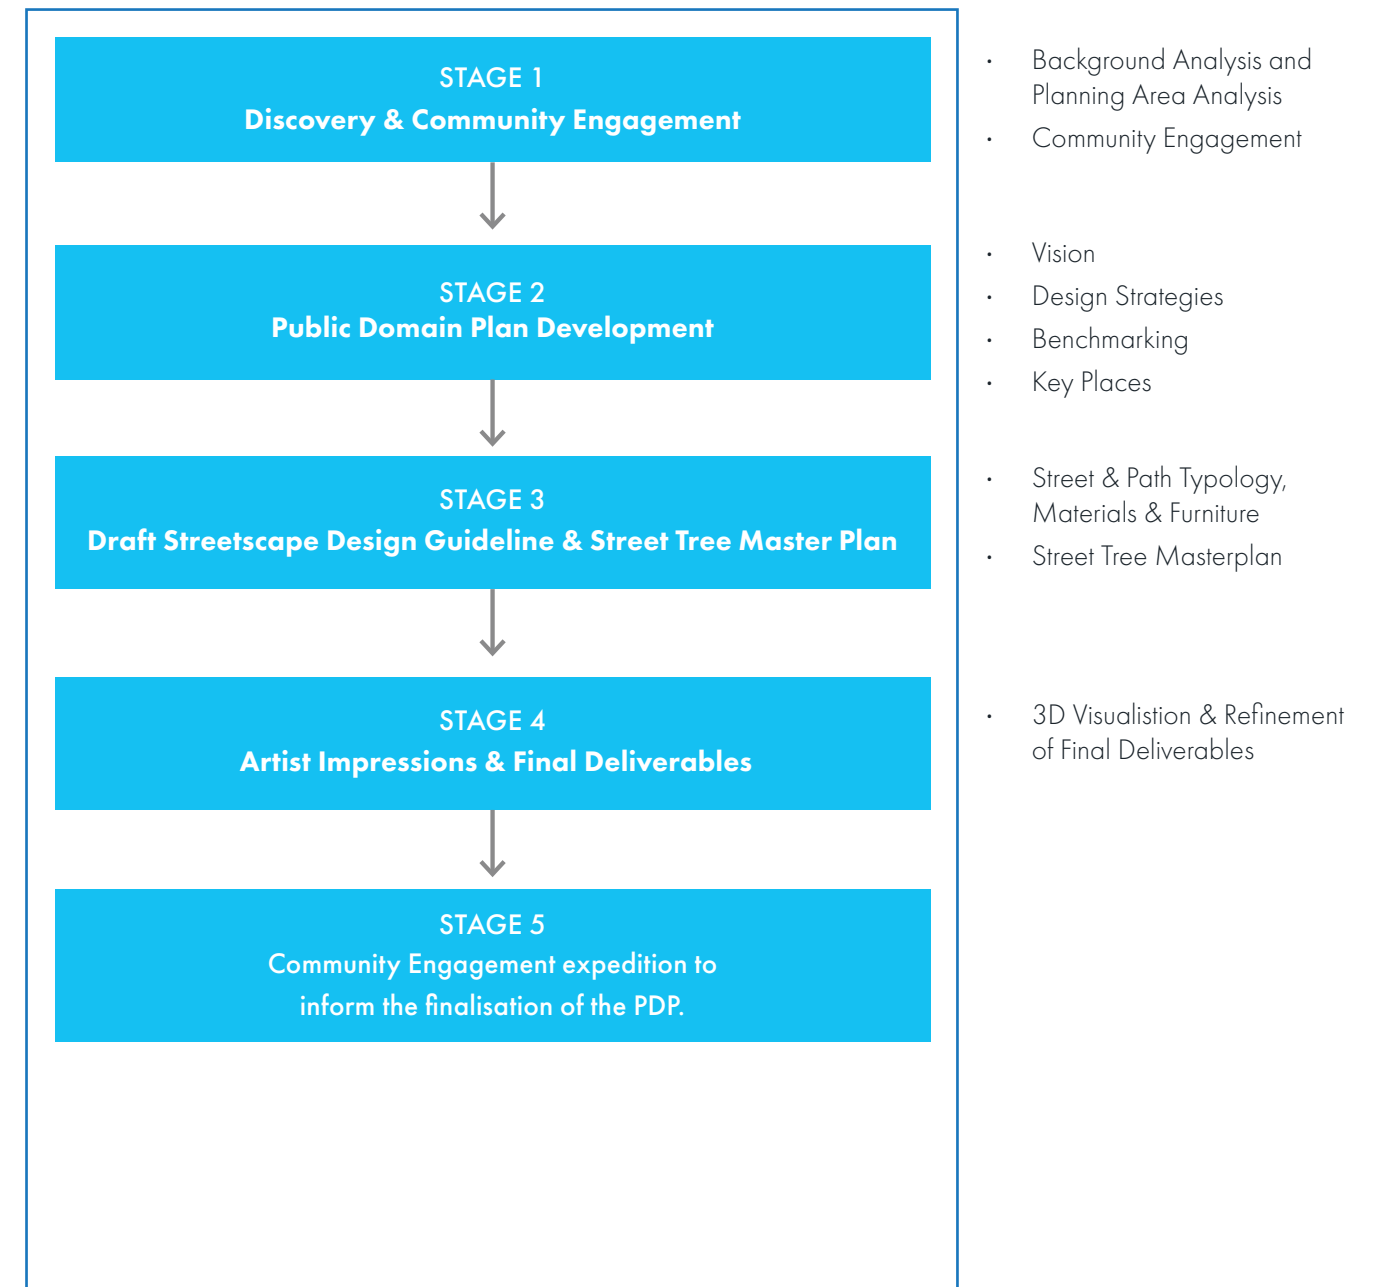 STAGE 1
Discovery & Community Engagement
• Background Analysis and
Planning Area Analysis
• Community Engagement
STAGE 2
Public Domain Plan Development
• Vision
• Design Strategies
• Benchmarking
• Key Places
STAGE 3
Draft Streetscape Design Guideline & Street Tree Master Plan
• Street & Path Typology,
Materials & Furniture
• Street Tree Masterplan
STAGE 4
Artist Impressions & Final Deliverables
• 3D Visualistion & Refinement
of Final Deliverables
STAGE 5
Community Engagement expedition to
inform the finalisation of the PDP.